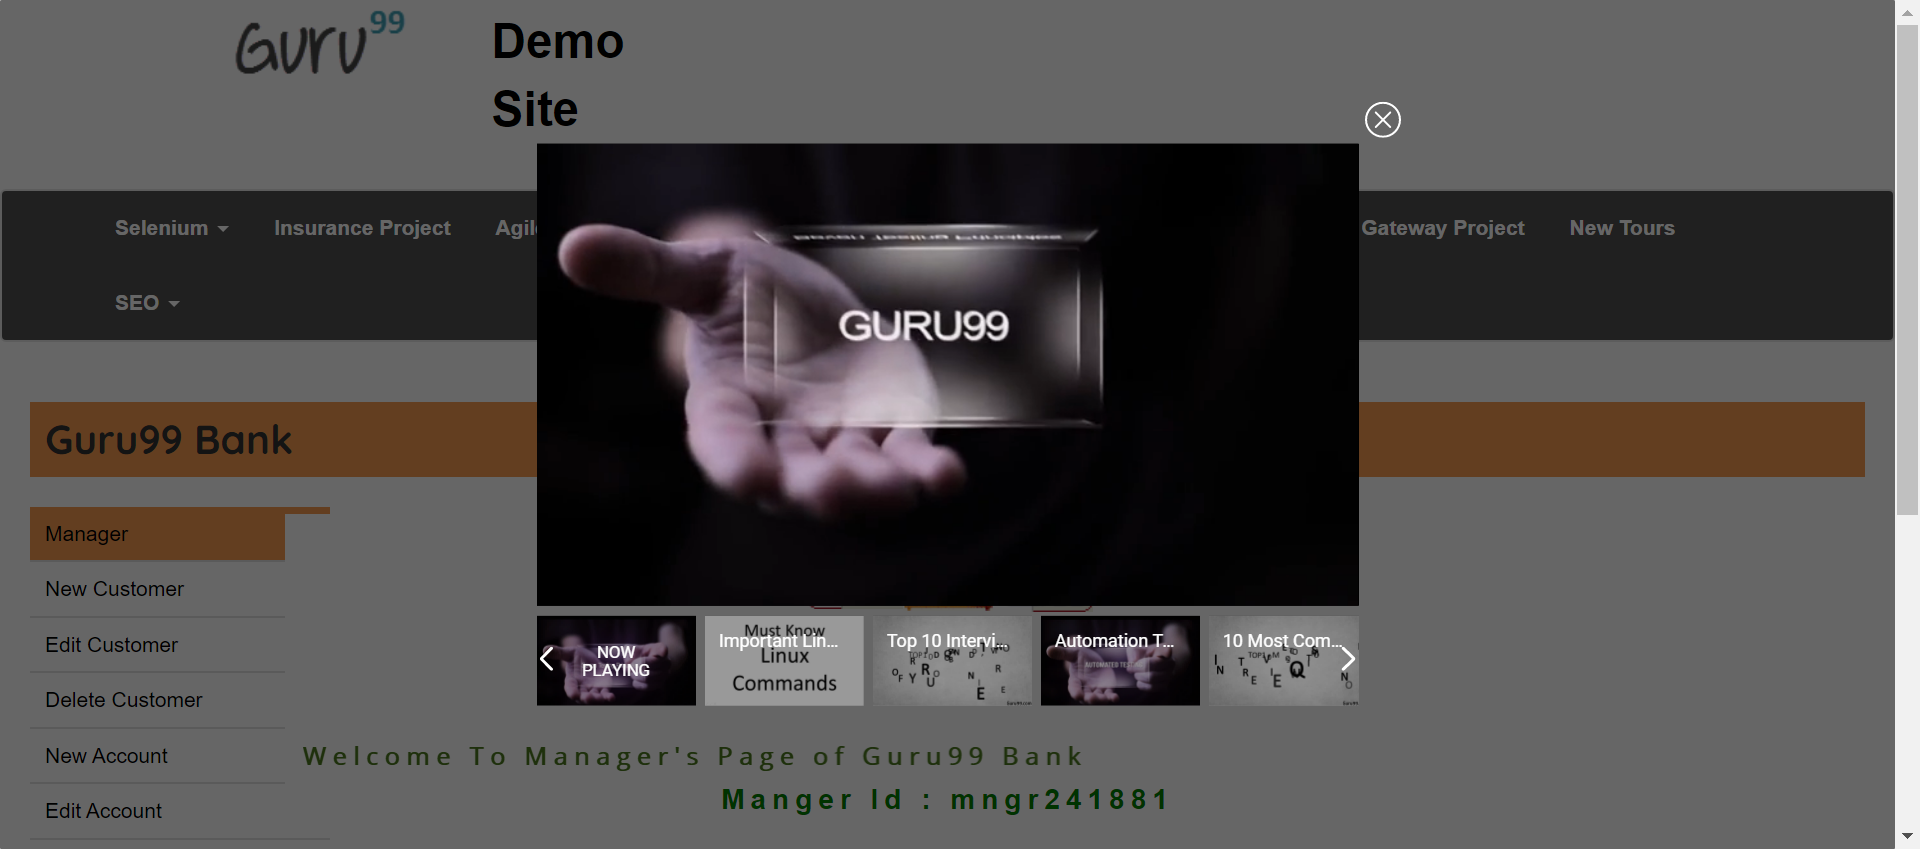 Guru99
Demo
Site
Selenium
Insurance Project
Agil
Gateway Project
New Tours
SEO
GURU99
Guru99 Bank
Manager
New Customer
Edit Customer
Delete Customer
New Account
Edit Account
NOW
PLAYING
Important Lin...
Must Know
Linux
Commands
Top 10 Intervi...
Automation T...
AUTOMATED TEST
10 Most Com...
Welcome To Manager's Page of Guru99 Bank
Manger Id : mngr241881